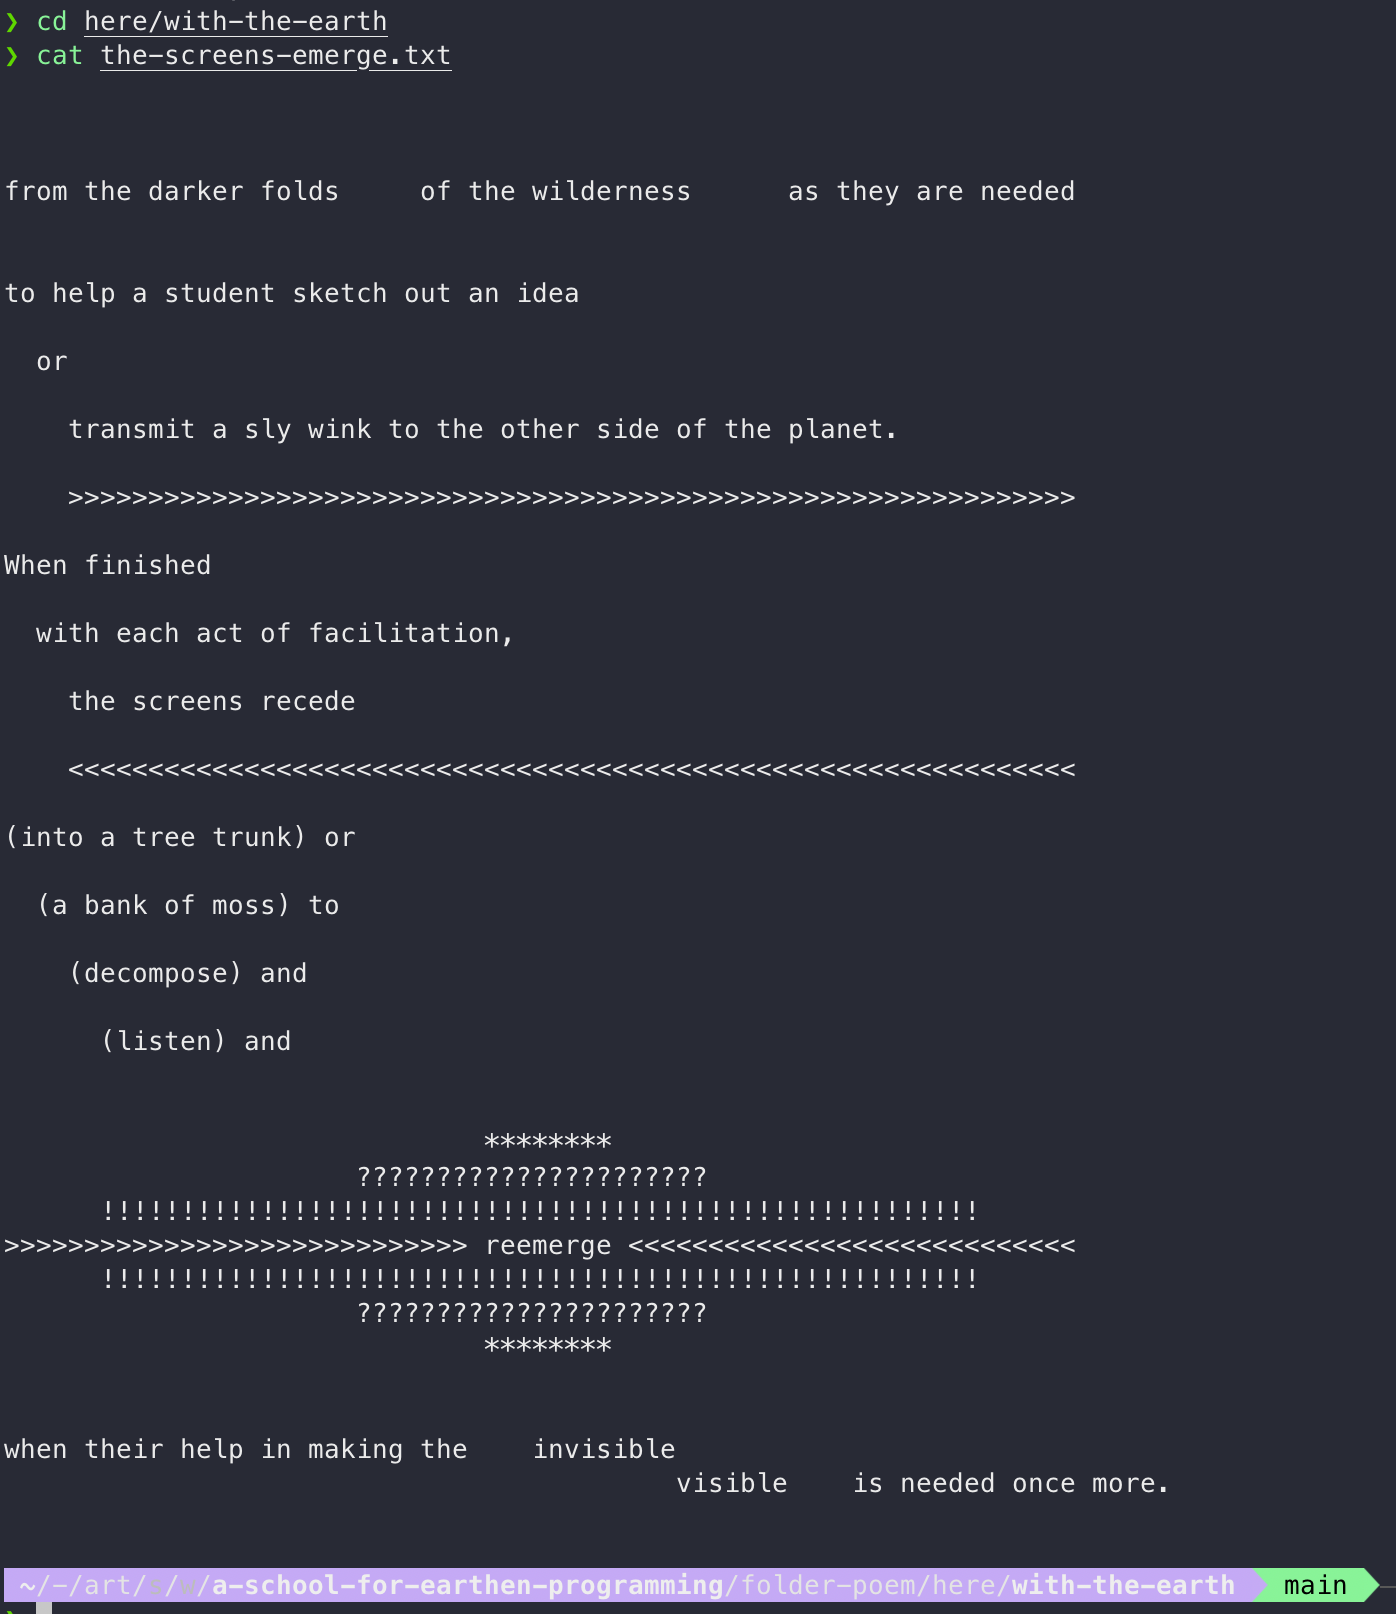 ❯ cd here/with-the-earth
❯ cat the-screens-emerge.txt
from the darker folds     of the wilderness      as they are needed
to help a student sketch out an idea
  or
    transmit a sly wink to the other side of the planet.
    >>>>>>>>>>>>>>>>>>>>>>>>>>>>>>>>>>>>>>>>>>>>>>>>>>>>>>>>>>>>>>>
When finished
  with each act of facilitation,
    the screens recede
    <<<<<<<<<<<<<<<<<<<<<<<<<<<<<<<<<<<<<<<<<<<<<<<<<<<<<<<<<<<<<<<
(into a tree trunk) or
  (a bank of moss) to
    (decompose) and
      (listen) and
                              ********
                      ??????????????????????
      !!!!!!!!!!!!!!!!!!!!!!!!!!!!!!!!!!!!!!!!!!!!!!!!!!!!!!!
>>>>>>>>>>>>>>>>>>>>>>>>>>>>> reemerge <<<<<<<<<<<<<<<<<<<<<<<<<<<<
      !!!!!!!!!!!!!!!!!!!!!!!!!!!!!!!!!!!!!!!!!!!!!!!!!!!!!!!
                      ??????????????????????
                              ********
when their help in making the    invisible
                                          visible    is needed once more.
~/-/art/s/w/a-school-for-earthen-programming/folder-poem/here/with-the-earth  main